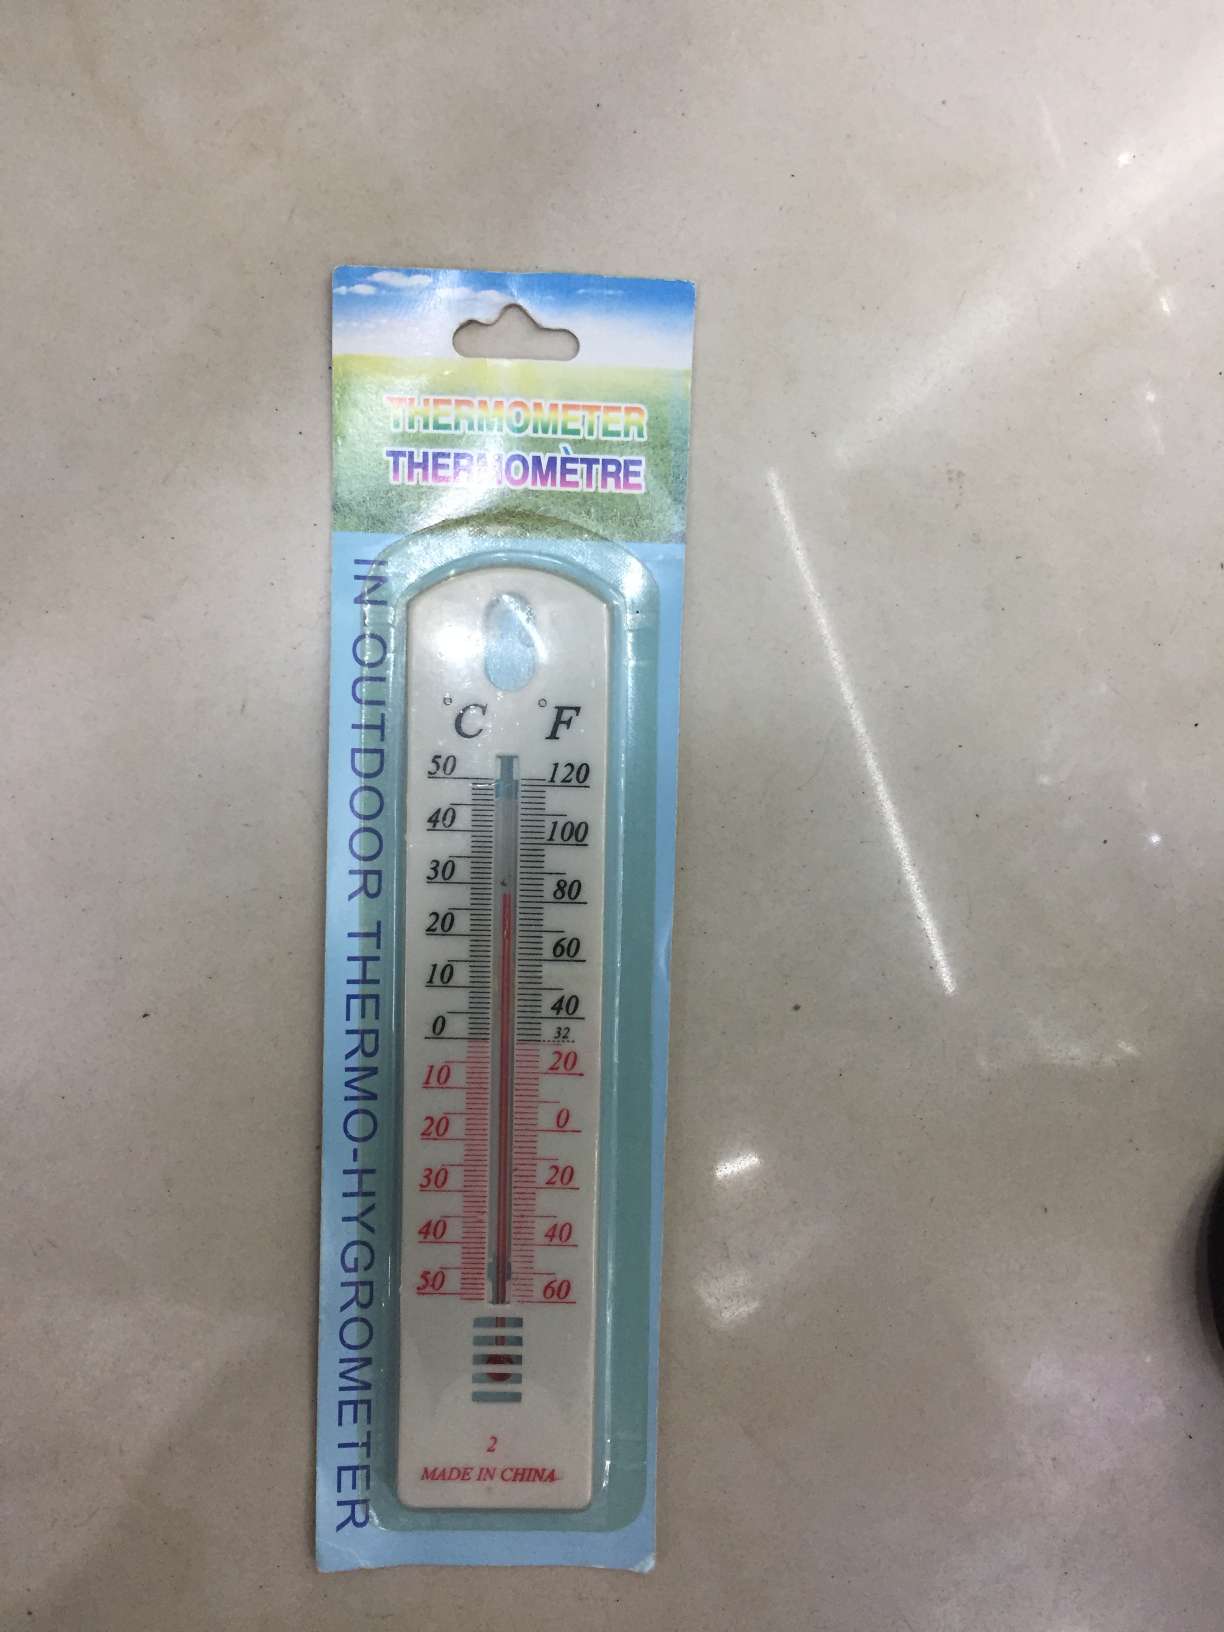 THERMOMETER
THERMOMÈTRE
IN-OUTDOOR THERMO-HYGROMETER
°C °F
50 120
40 100
30 80
20 60
10 40
0 32
10 20
20 0
30 20
40 40
50 60
2
MADE IN CHINA